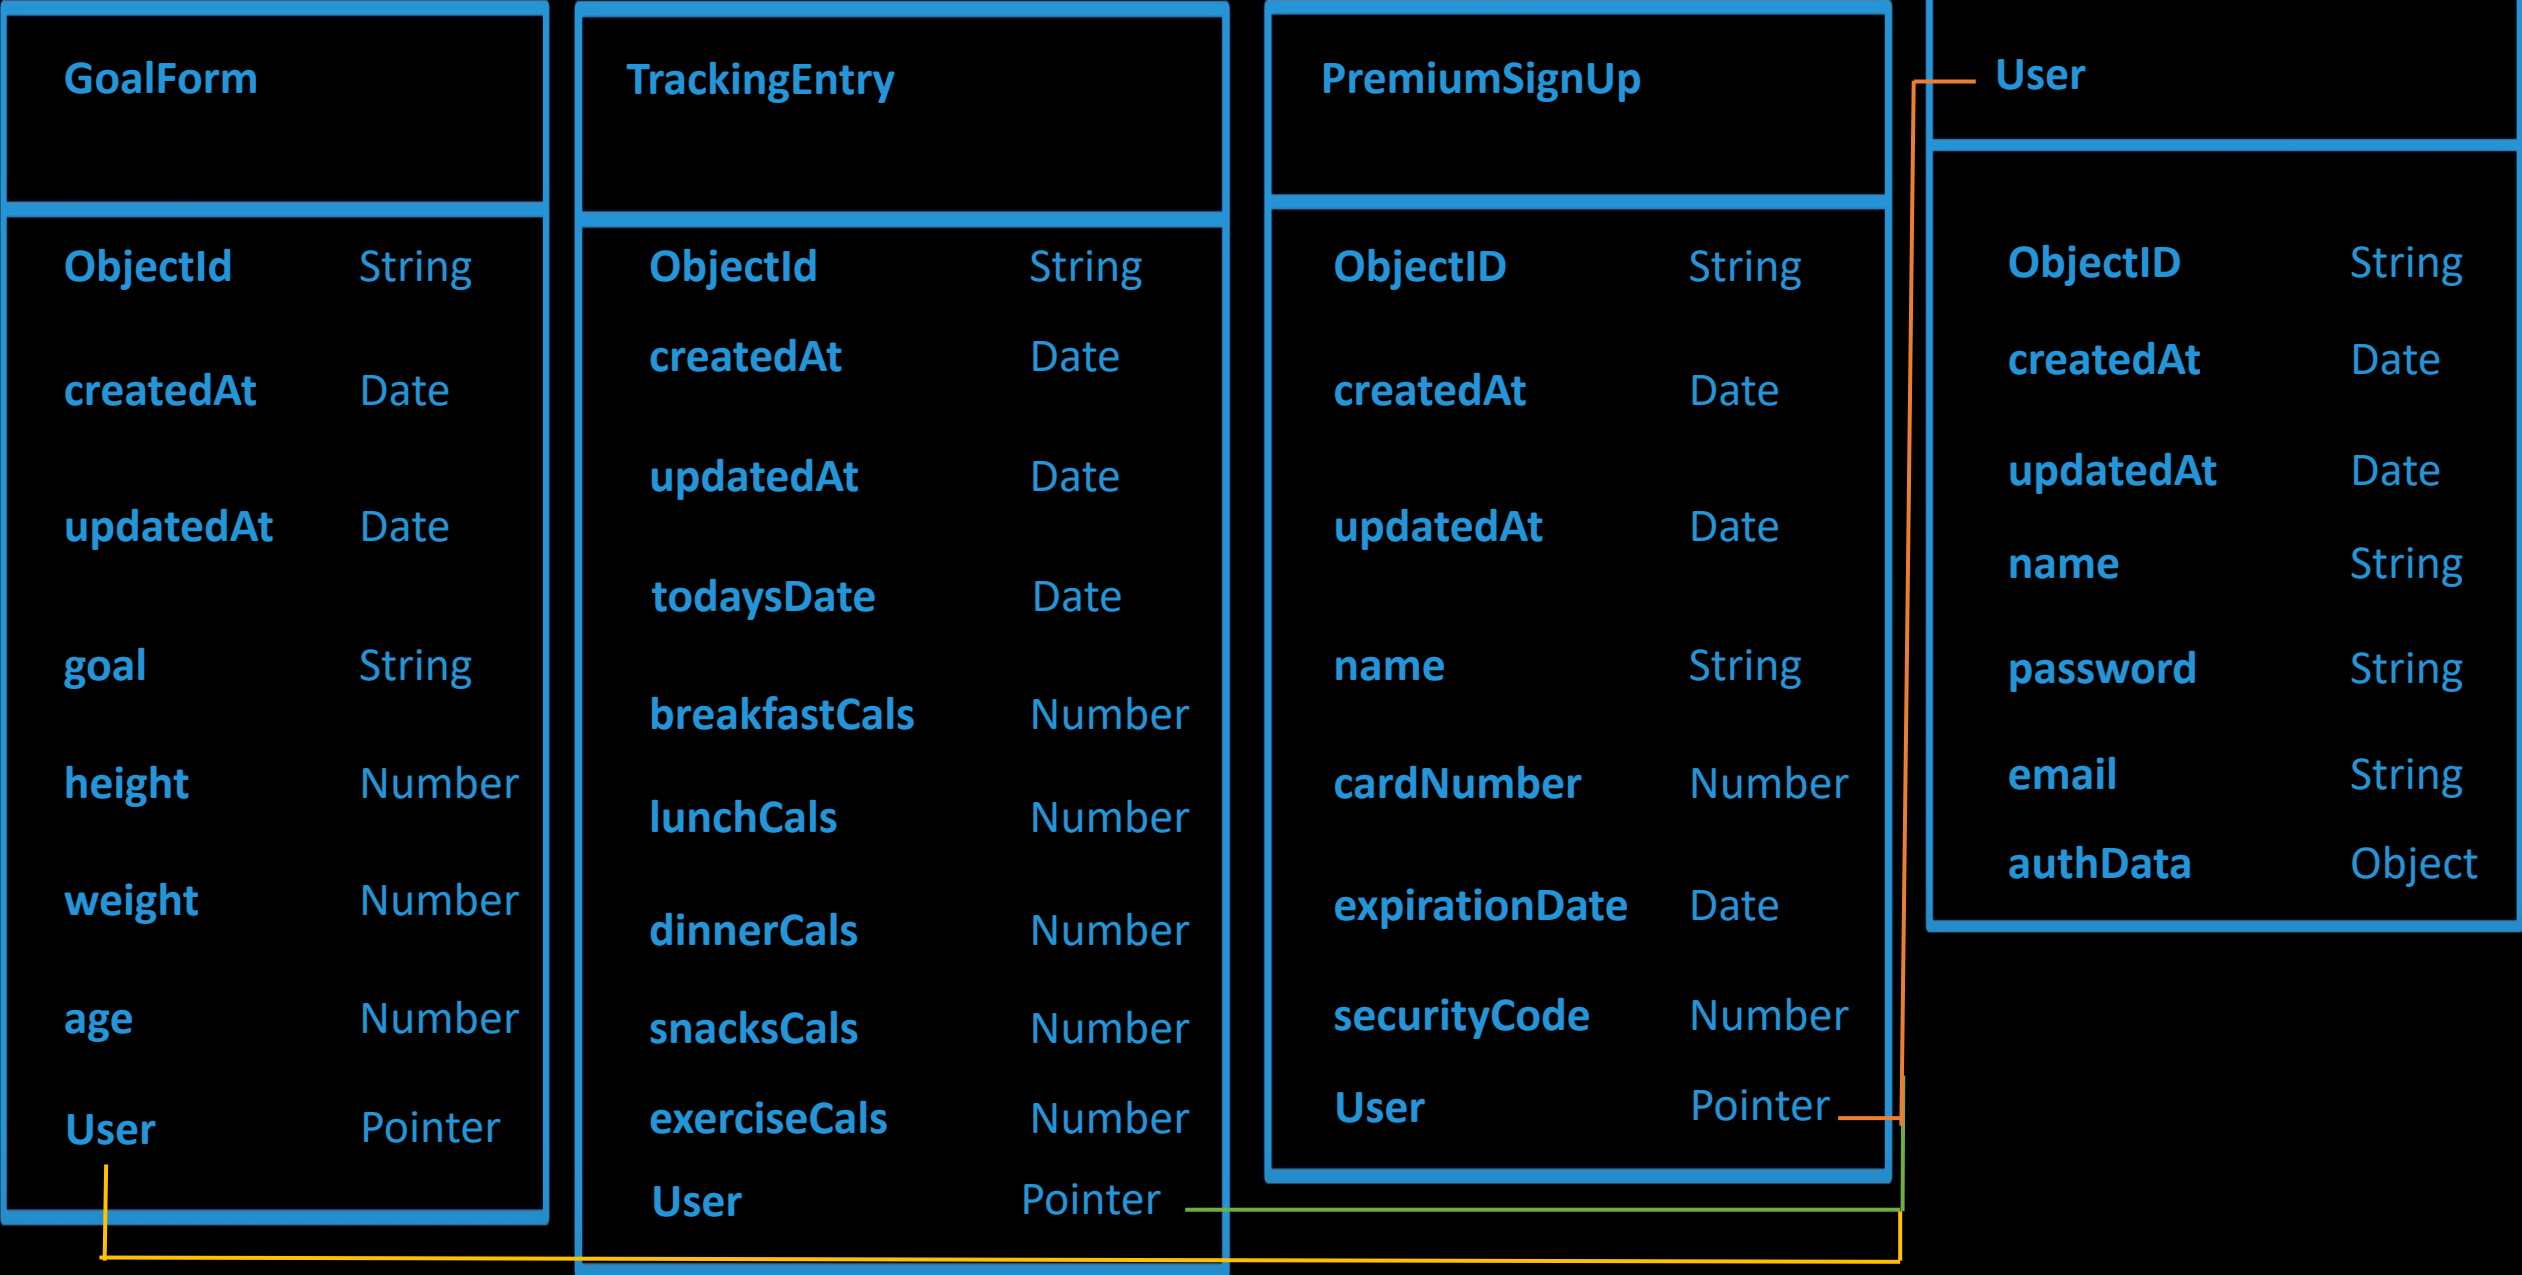 GoalForm
ObjectId String
createdAt Date
updatedAt Date
goal String
height Number
weight Number
age Number
User Pointer
TrackingEntry
ObjectId String
createdAt Date
updatedAt Date
todaysDate Date
breakfastCals Number
lunchCals Number
dinnerCals Number
snacksCals Number
exerciseCals Number
User Pointer
PremiumSignUp
ObjectID String
createdAt Date
updatedAt Date
name String
cardNumber Number
expirationDate Date
securityCode Number
User Pointer
User
ObjectID String
createdAt Date
updatedAt Date
name String
password String
email String
authData Object